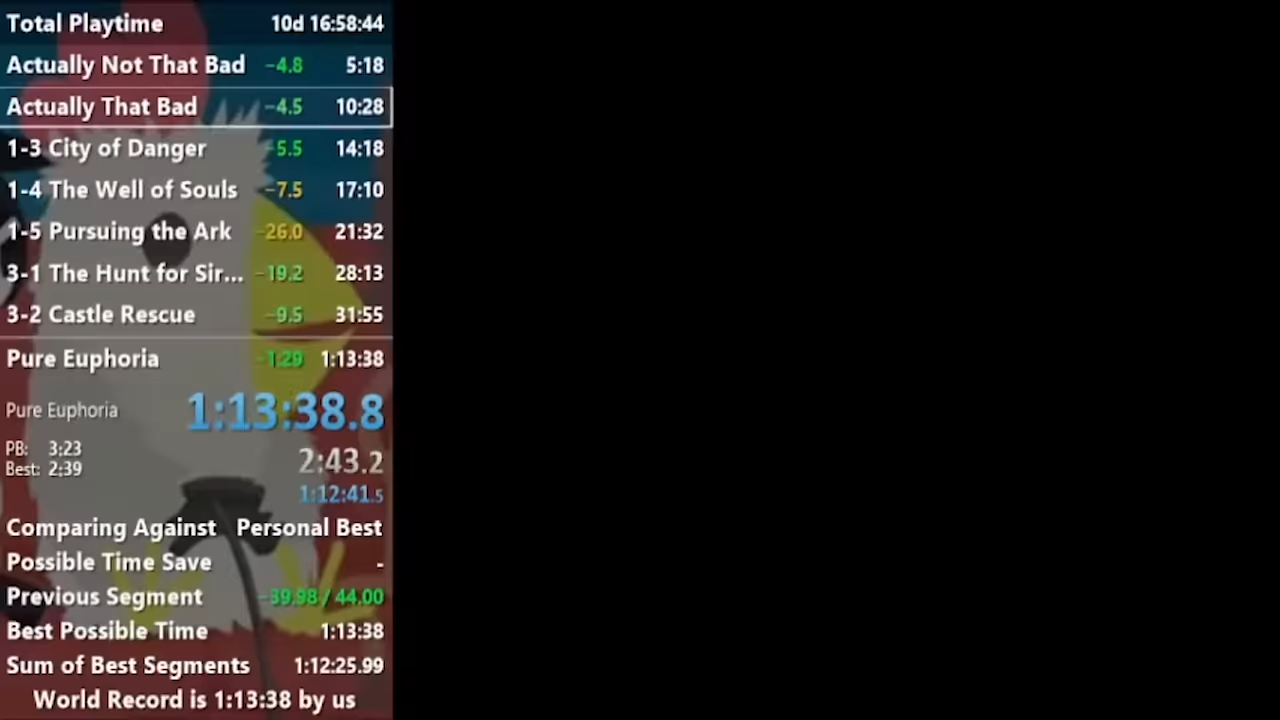 Total Playtime 10d 16:58:44
Actually Not That Bad -4.8 5:18
Actually That Bad -4.5 10:28
1-3 City of Danger -5.5 14:18
1-4 The Well of Souls -7.5 17:10
1-5 Pursuing the Ark -26.0 21:32
3-1 The Hunt for Sir... -19.2 28:13
3-2 Castle Rescue -9.5 31:55
Pure Euphoria -1:29 1:13:38
Pure Euphoria 1:13:38.8
PB: 3:23 2:43.2
Best: 2:39
1:12:41.5
Comparing Against Personal Best
Possible Time Save -
Previous Segment -39.98 / 44.00
Best Possible Time 1:13:38
Sum of Best Segments 1:12:25.99
World Record is 1:13:38 by us